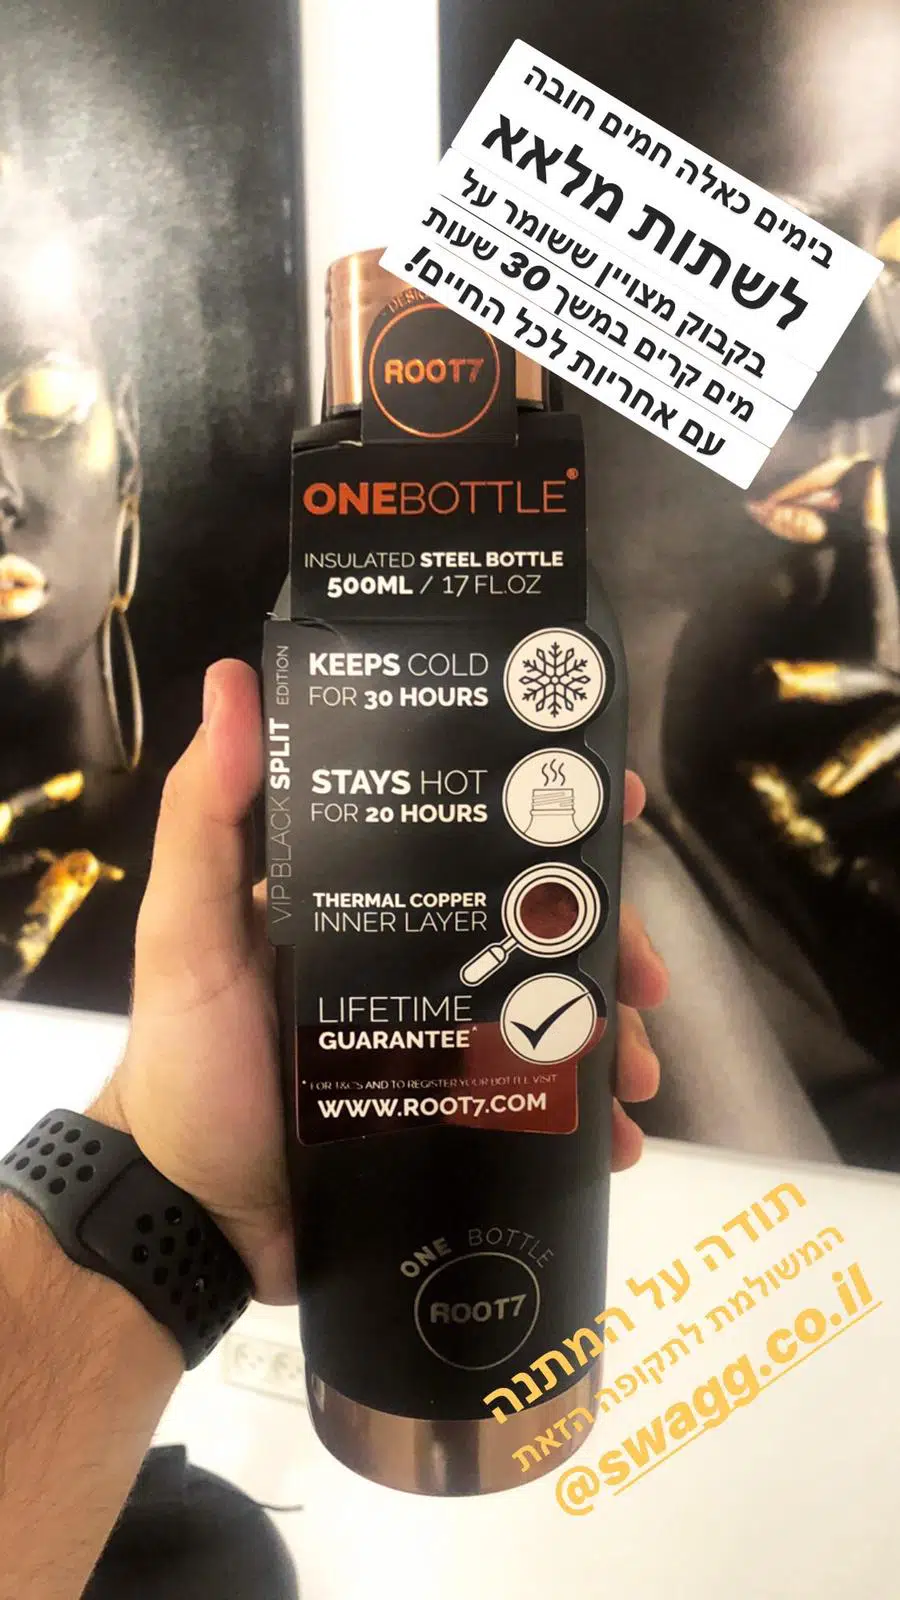 בימים כאלה חמים חובה
לשתות מלאאא
בקבוק מצויין ששומר על
מים קרים במשך 30 שעות
עם אחריות לכל החיים!
ROOT7
ONEBOTTLE®
INSULATED STEEL BOTTLE
500ML / 17 FL.OZ
VIP BLACK SPLIT EDITION
KEEPS COLD
FOR 30 HOURS
STAYS HOT
FOR 20 HOURS
THERMAL COPPER
INNER LAYER
LIFETIME
GUARANTEE*
* FOR T&C'S AND TO REGISTER YOUR BOTTLE VISIT
WWW.ROOT7.COM
ONE BOTTLE
ROOT7
תודה על המתנה
המשולמת לתקופה הזאת
@swagg.co.il